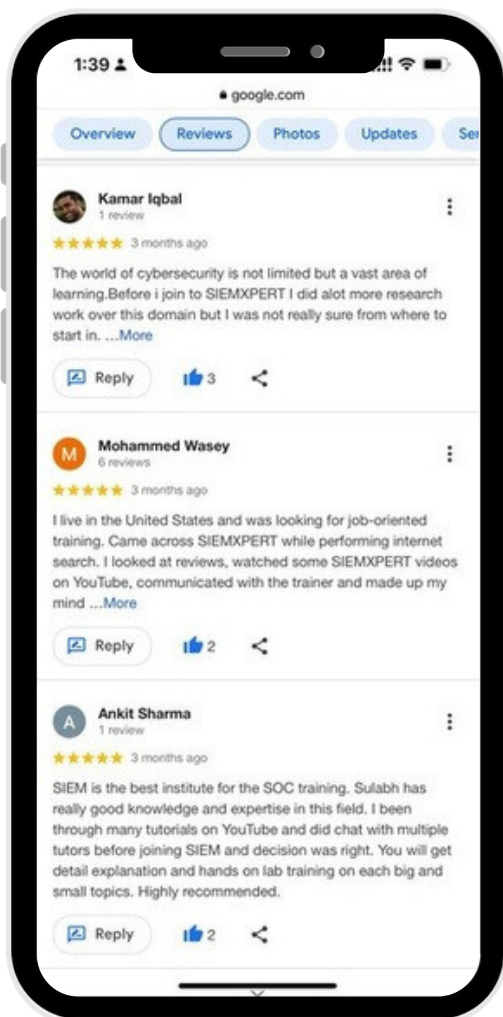 1:39
google.com
Overview
Reviews
Photos
Updates
Ser
Kamar Iqbal
1 review
3 months ago
The world of cybersecurity is not limited but a vast area of
learning.Before i join to SIEMXPERT I did alot more research
work over this domain but I was not really sure from where to
start in. ...More
Reply
3
M
Mohammed Wasey
6 reviews
3 months ago
I live in the United States and was looking for job-oriented
training. Came across SIEMXPERT while performing internet
search. I looked at reviews, watched some SIEMXPERT videos
on YouTube, communicated with the trainer and made up my
mind ...More
Reply
2
A
Ankit Sharma
1 review
3 months ago
SIEM is the best institute for the SOC training. Sulabh has
really good knowledge and expertise in this field. I been
through many tutorials on YouTube and did chat with multiple
tutors before joining SIEM and decision was right. You will get
detail explanation and hands on lab training on each big and
small topics. Highly recommended.
Reply
2